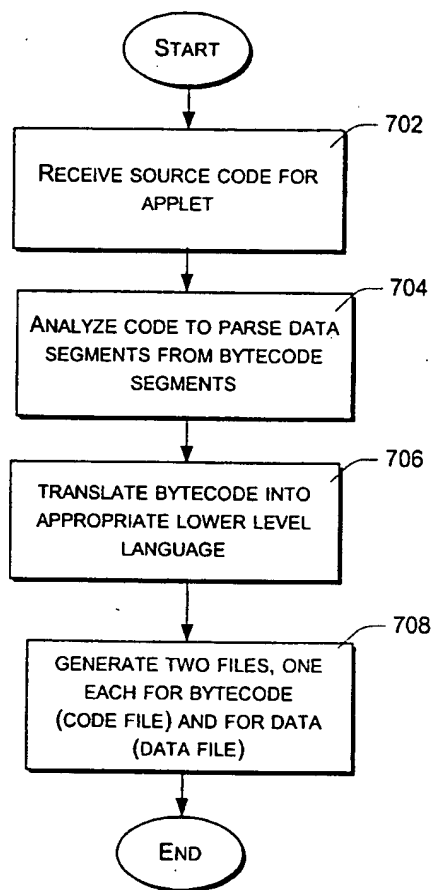 START
702
RECEIVE SOURCE CODE FOR
APPLET
704
ANALYZE CODE TO PARSE DATA
SEGMENTS FROM BYTECODE
SEGMENTS
706
TRANSLATE BYTECODE INTO
APPROPRIATE LOWER LEVEL
LANGUAGE
708
GENERATE TWO FILES, ONE
EACH FOR BYTECODE
(CODE FILE) AND FOR DATA
(DATA FILE)
END